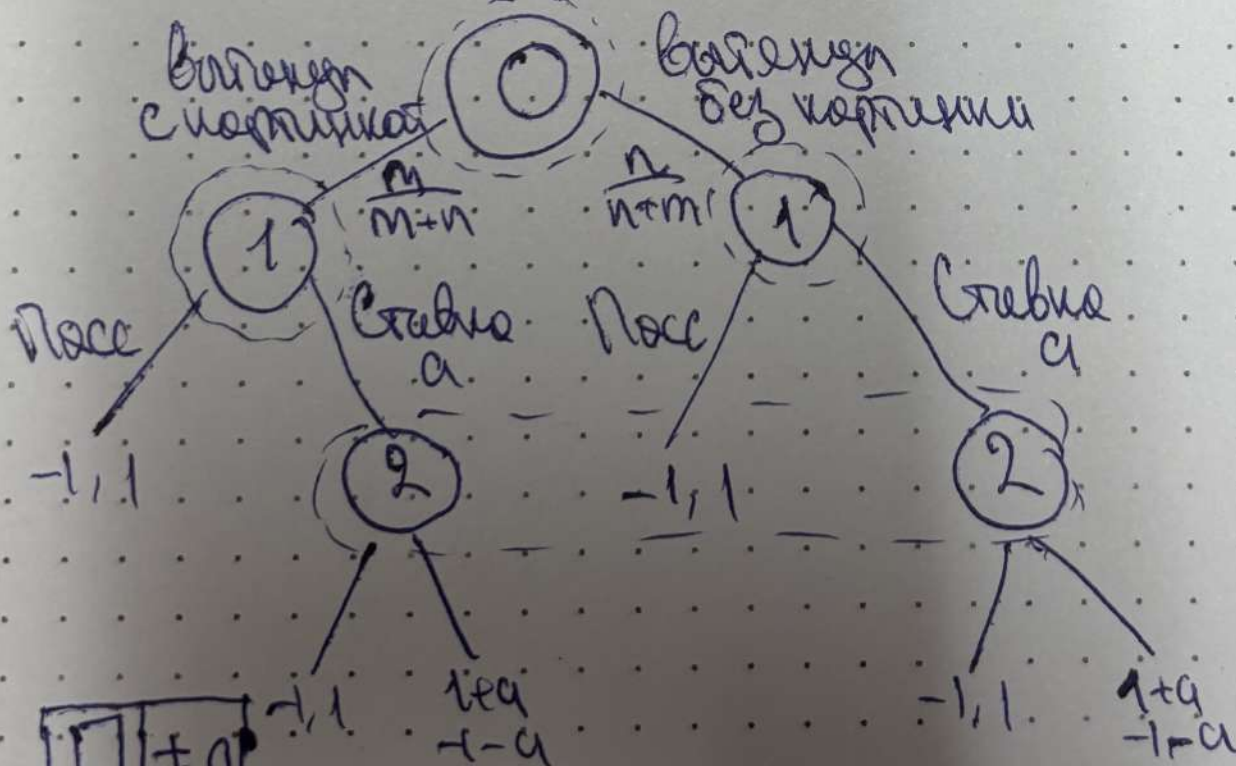 Вытянул
с картинкой
0
Вытянул
без картинки
m/(m+n)
n/(n+m)
1
1
Пасс
Ставка
a
Пасс
Ставка
a
-1, 1
2
-1, 1
2
-1, 1
1+a
-1-a
-1, 1
1+a
-1-a
+a